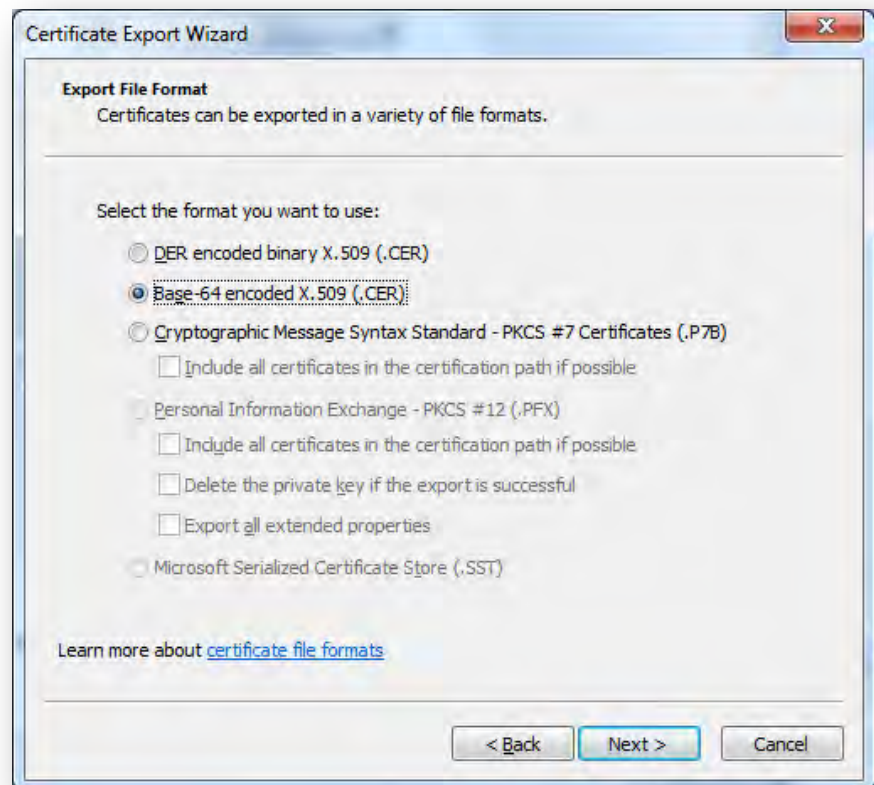 Certificate Export Wizard
X
Export File Format
Certificates can be exported in a variety of file formats.
Select the format you want to use:
DER encoded binary X.509 (.CER)
Base-64 encoded X.509 (.CER)
Cryptographic Message Syntax Standard - PKCS #7 Certificates (.P7B)
Include all certificates in the certification path if possible
Personal Information Exchange - PKCS #12 (.PFX)
Include all certificates in the certification path if possible
Delete the private key if the export is successful
Export all extended properties
Microsoft Serialized Certificate Store (.SST)
Learn more about certificate file formats
< Back Next > Cancel